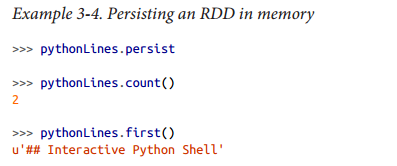 Example 3-4. Persisting an RDD in memory
>>> pythonLines.persist
>>> pythonLines.count()
2
>>> pythonLines.first()
u'## Interactive Python Shell'